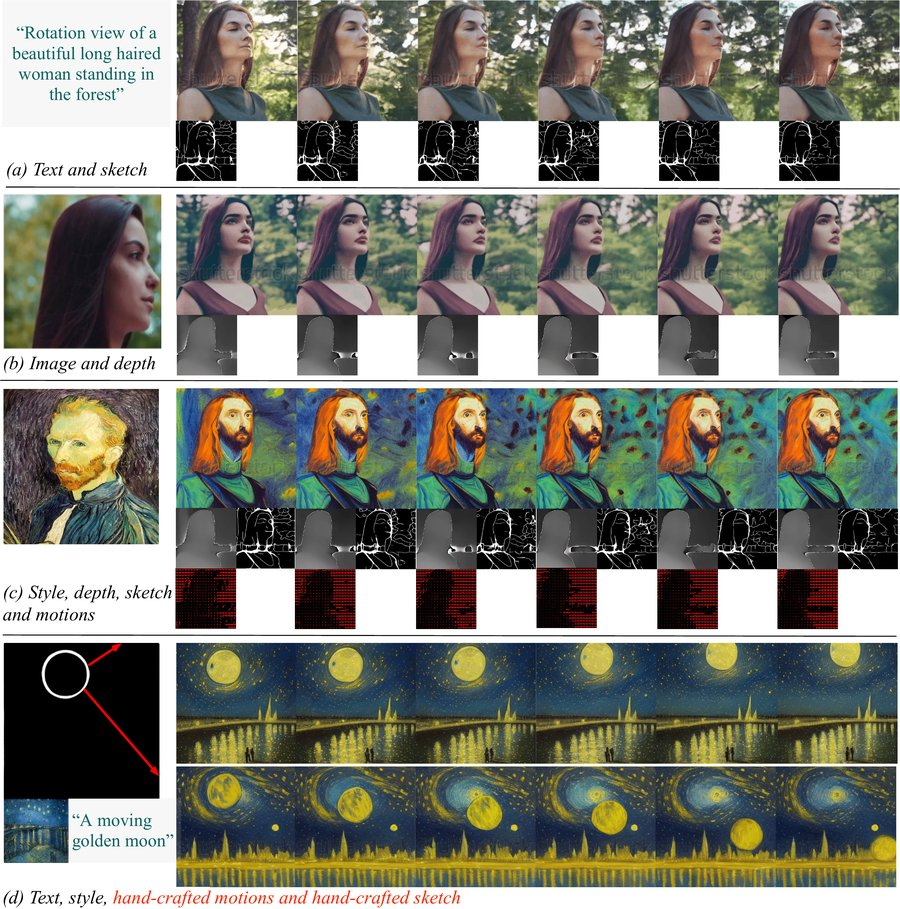 “Rotation view of a
beautiful long haired
woman standing in
the forest”
(a) Text and sketch
(b) Image and depth
(c) Style, depth, sketch
and motions
“A moving
golden moon”
(d) Text, style, hand-crafted motions and hand-crafted sketch